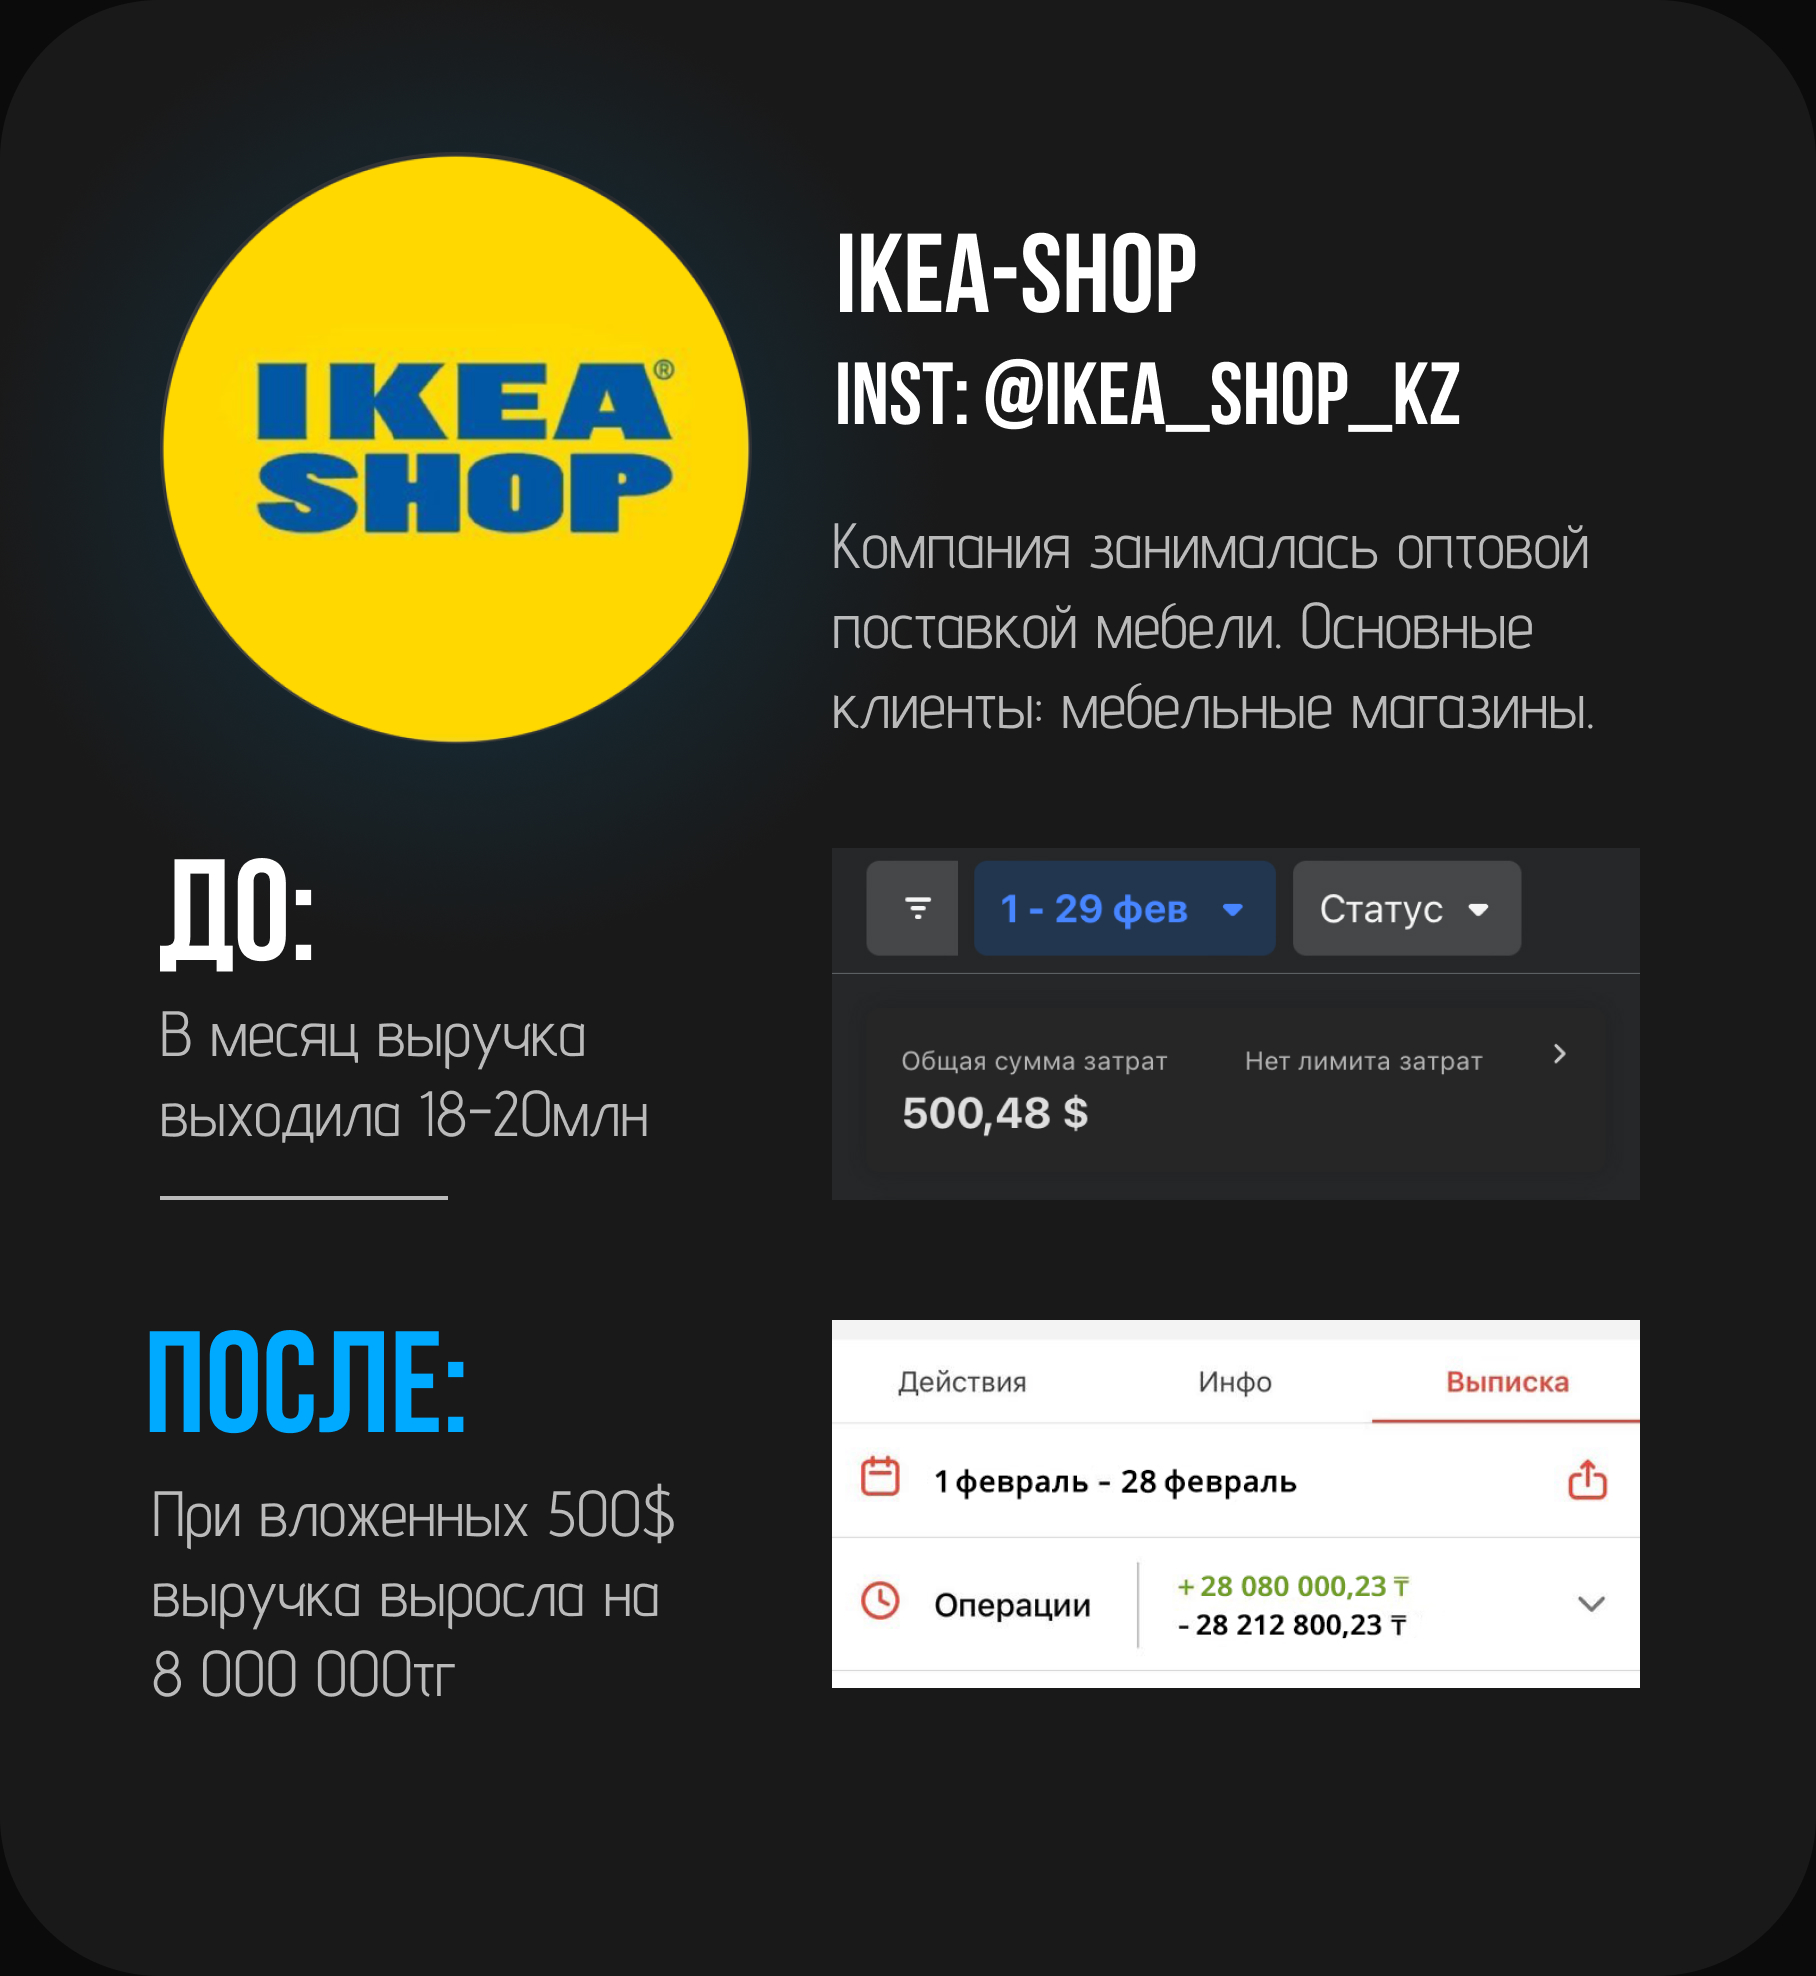 IKEA®
SHOP
IKEA-SHOP
INST: @IKEA_SHOP_KZ
Компания занималась оптовой
поставкой мебели. Основные
клиенты: мебельные магазины.
ДО:
В месяц выручка
выходила 18-20млн
1 - 29 фев
Статус
Общая сумма затрат
Нет лимита затрат
500,48 $
ПОСЛЕ:
При вложенных 500$
выручка выросла на
8 000 000тг
Действия
Инфо
Выписка
1 февраль - 28 февраль
Операции
+ 28 080 000,23 ₸
- 28 212 800,23 ₸